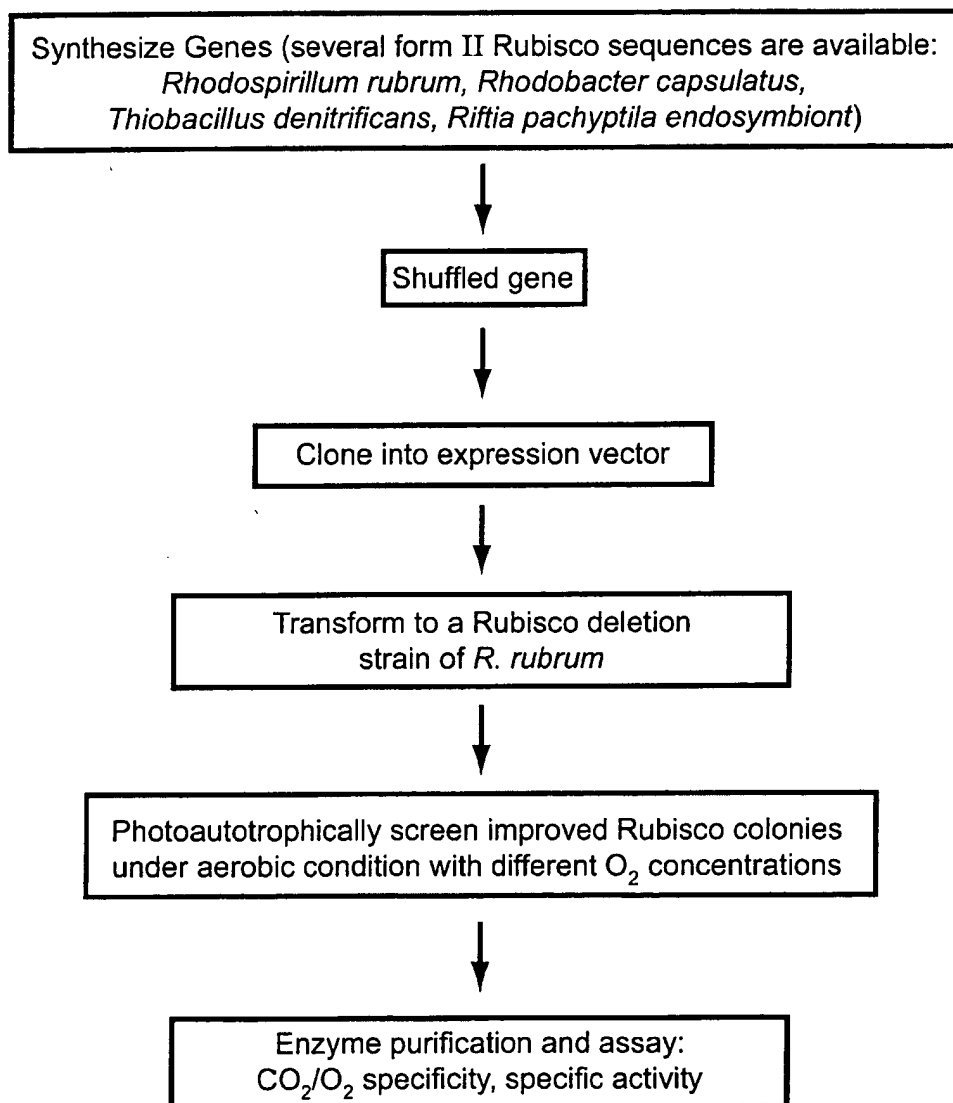 Synthesize Genes (several form II Rubisco sequences are available:
Rhodospirillum rubrum, Rhodobacter capsulatus,
Thiobacillus denitrificans, Riftia pachyptila endosymbiont)
Shuffled gene
Clone into expression vector
Transform to a Rubisco deletion
strain of R. rubrum
Photoautotrophically screen improved Rubisco colonies
under aerobic condition with different O₂ concentrations
Enzyme purification and assay:
CO₂/O₂ specificity, specific activity